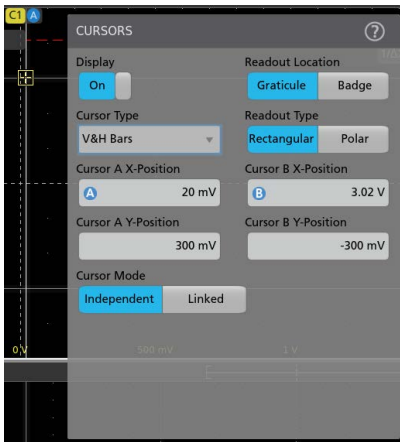 C1 A
CURSORS ?
Display Readout Location
On Graticule Badge
Cursor Type Readout Type
V&H Bars Rectangular Polar
Cursor A X-Position Cursor B X-Position
A 20 mV B 3.02 V
Cursor A Y-Position Cursor B Y-Position
300 mV -300 mV
Cursor Mode
Independent Linked
0 V 500 mV 1 V